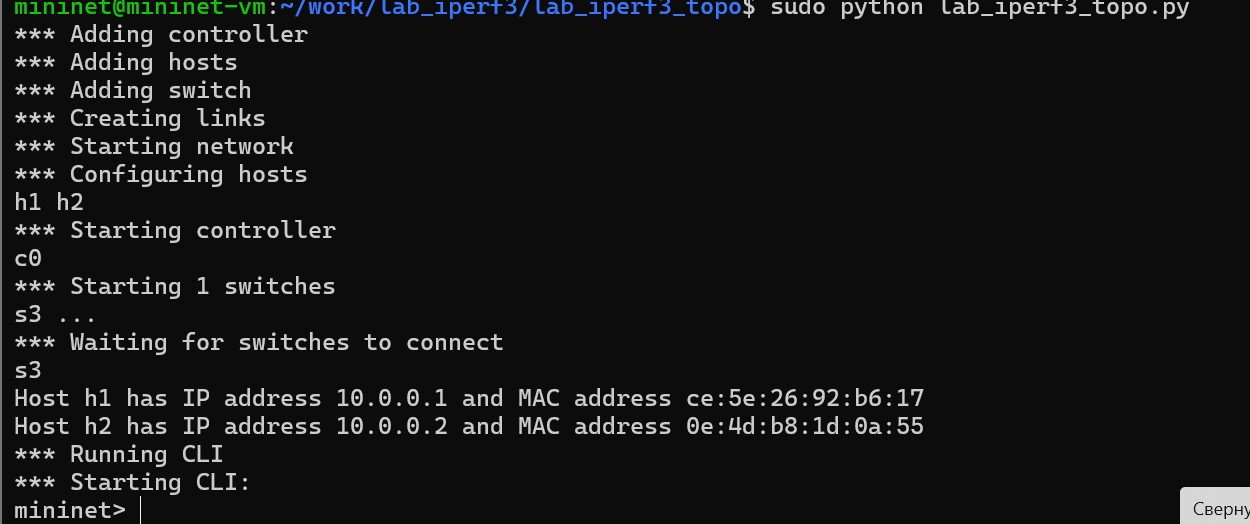 mininet@mininet-vm:~/work/lab_iperf3/lab_iperf3_topo$ sudo python lab_iperf3_topo.py
*** Adding controller
*** Adding hosts
*** Adding switch
*** Creating links
*** Starting network
*** Configuring hosts
h1 h2
*** Starting controller
c0
*** Starting 1 switches
s3 ...
*** Waiting for switches to connect
s3
Host h1 has IP address 10.0.0.1 and MAC address ce:5e:26:92:b6:17
Host h2 has IP address 10.0.0.2 and MAC address 0e:4d:b8:1d:0a:55
*** Running CLI
*** Starting CLI:
mininet>
Сверну